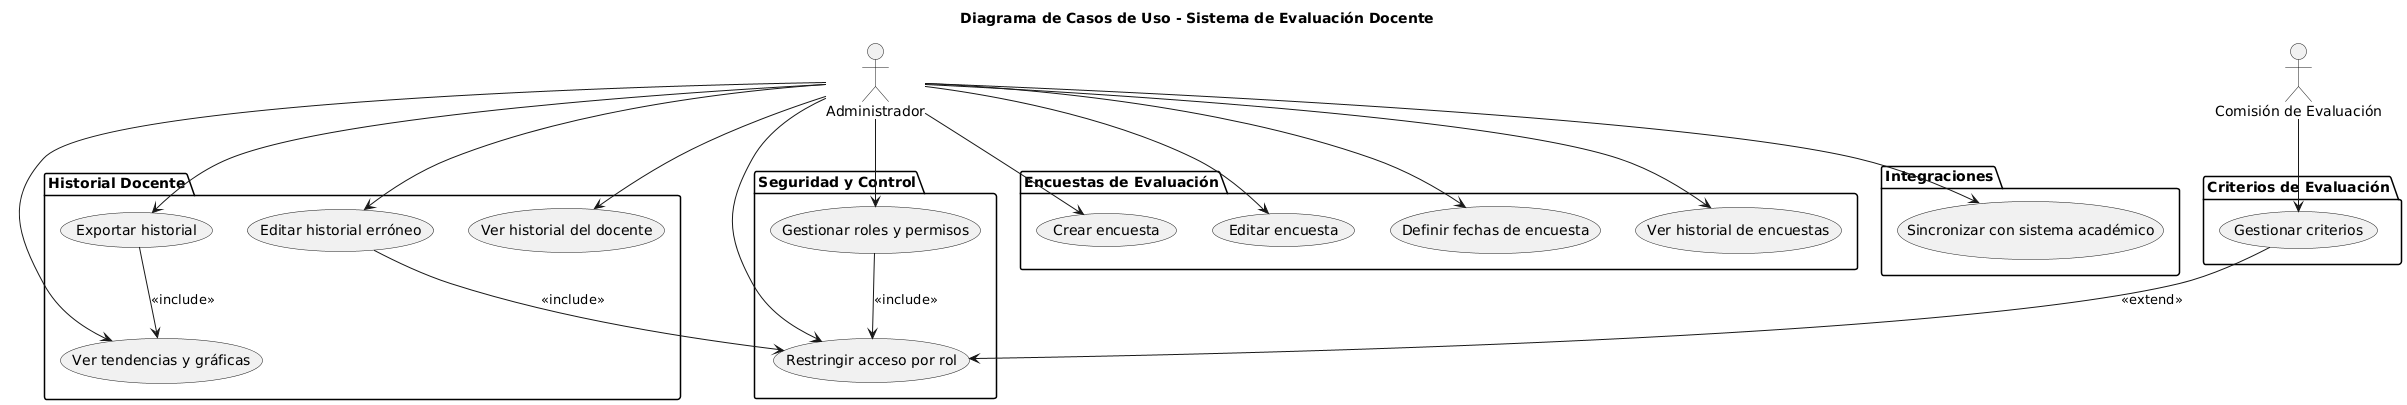 Diagrama de Casos de Uso - Sistema de Evaluación Docente
Administrador
Comisión de Evaluación
Historial Docente
Seguridad y Control
Encuestas de Evaluación
Integraciones
Criterios de Evaluación
Exportar historial
Editar historial erróneo
Ver historial del docente
Gestionar roles y permisos
Crear encuesta
Editar encuesta
Definir fechas de encuesta
Ver historial de encuestas
Sincronizar con sistema académico
Gestionar criterios
«include»
«include»
«include»
«extend»
Ver tendencias y gráficas
Restringir acceso por rol